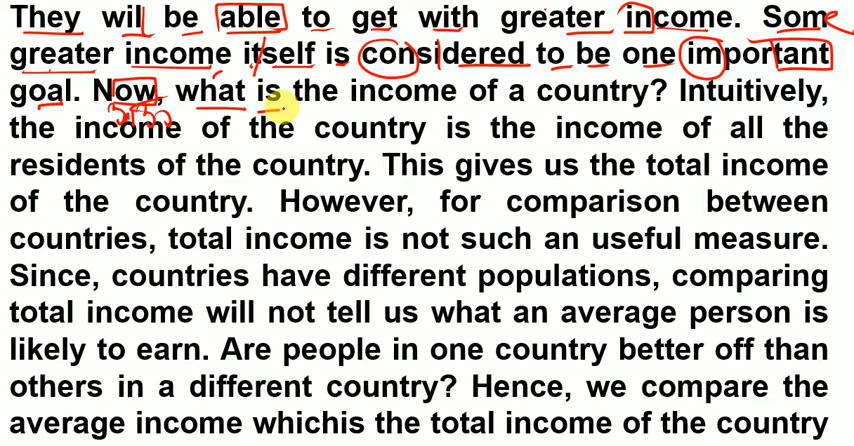 They will be able to get with greater income. Some
greater income itself is considered to be one important
goal. Now, what is the income of a country? Intuitively,
the income of the country is the income of all the
residents of the country. This gives us the total income
of the country. However, for comparison between
countries, total income is not such an useful measure.
Since, countries have different populations, comparing
total income will not tell us what an average person is
likely to earn. Are people in one country better off than
others in a different country? Hence, we compare the
average income whichis the total income of the country